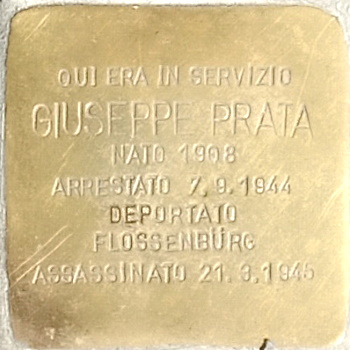 QUI ERA IN SERVIZIO
GIUSEPPE PRATA
NATO 1908
ARRESTATO 7.9.1944
DEPORTATO
FLOSSENBÜRG
ASSASSINATO 21.3.1945